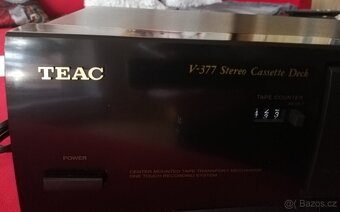 TEAC
V-377 Stereo Cassette Deck
TAPE COUNTER
POWER
CENTER MOUNTED TAPE TRANSPORT MECHANISM
ONE TOUCH RECORDING SYSTEM
Bazos.cz